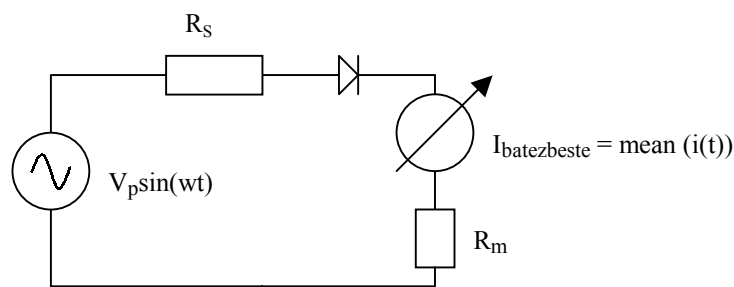 R_S
I_batezbeste = mean (i(t))
V_psin(wt)
R_m